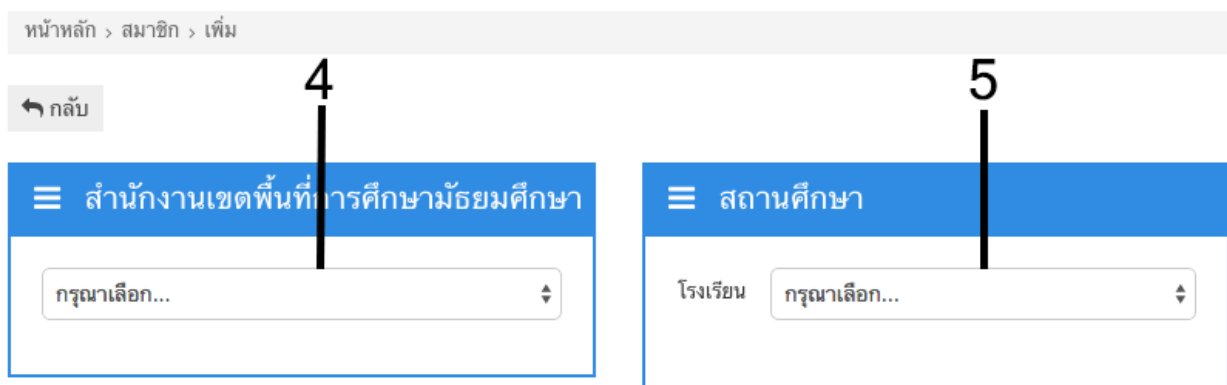 หน้าหลัก > สมาชิก > เพิ่ม
4
5
กลับ
สำนักงานเขตพื้นที่การศึกษามัธยมศึกษา
สถานศึกษา
กรุณาเลือก...
โรงเรียน กรุณาเลือก...